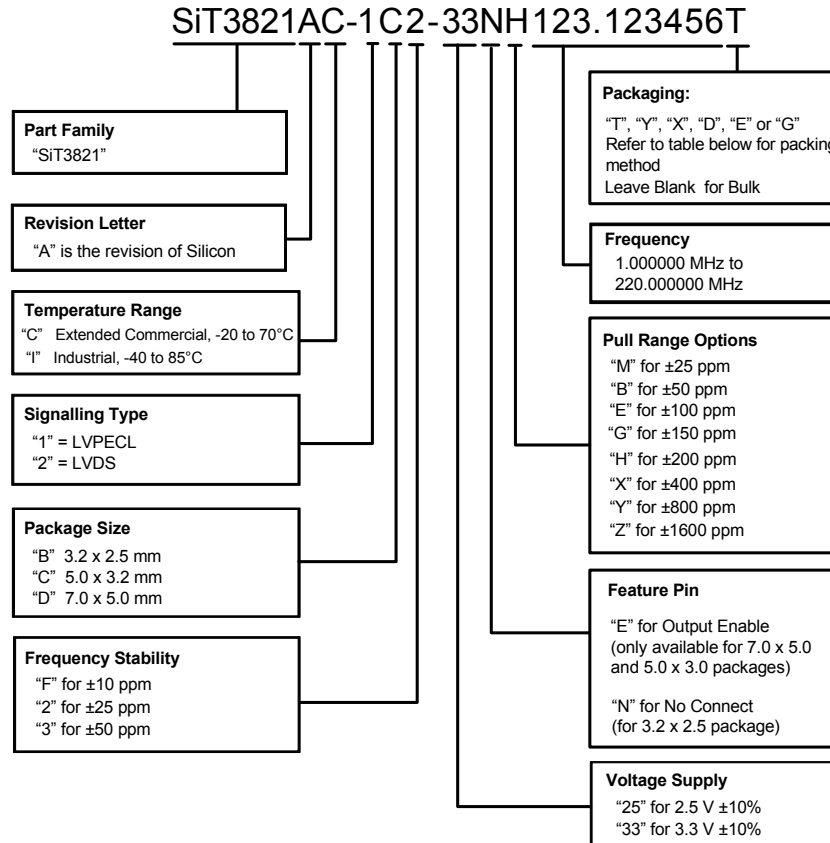 SiT3821AC-1C2-33NH123.123456T
Part Family
“SiT3821”
Revision Letter
“A” is the revision of Silicon
Temperature Range
“C” Extended Commercial, -20 to 70°C
“I” Industrial, -40 to 85°C
Signalling Type
“1” = LVPECL
“2” = LVDS
Package Size
“B” 3.2 x 2.5 mm
“C” 5.0 x 3.2 mm
“D” 7.0 x 5.0 mm
Frequency Stability
“F” for ±10 ppm
“2” for ±25 ppm
“3” for ±50 ppm
Packaging:
“T”, “Y”, “X”, “D”, “E” or “G”
Refer to table below for packing
method
Leave Blank for Bulk
Frequency
1.000000 MHz to
220.000000 MHz
Pull Range Options
“M” for ±25 ppm
“B” for ±50 ppm
“E” for ±100 ppm
“G” for ±150 ppm
“H” for ±200 ppm
“X” for ±400 ppm
“Y” for ±800 ppm
“Z” for ±1600 ppm
Feature Pin
“E” for Output Enable
(only available for 7.0 x 5.0
and 5.0 x 3.0 packages)
“N” for No Connect
(for 3.2 x 2.5 package)
Voltage Supply
“25” for 2.5 V ±10%
“33” for 3.3 V ±10%